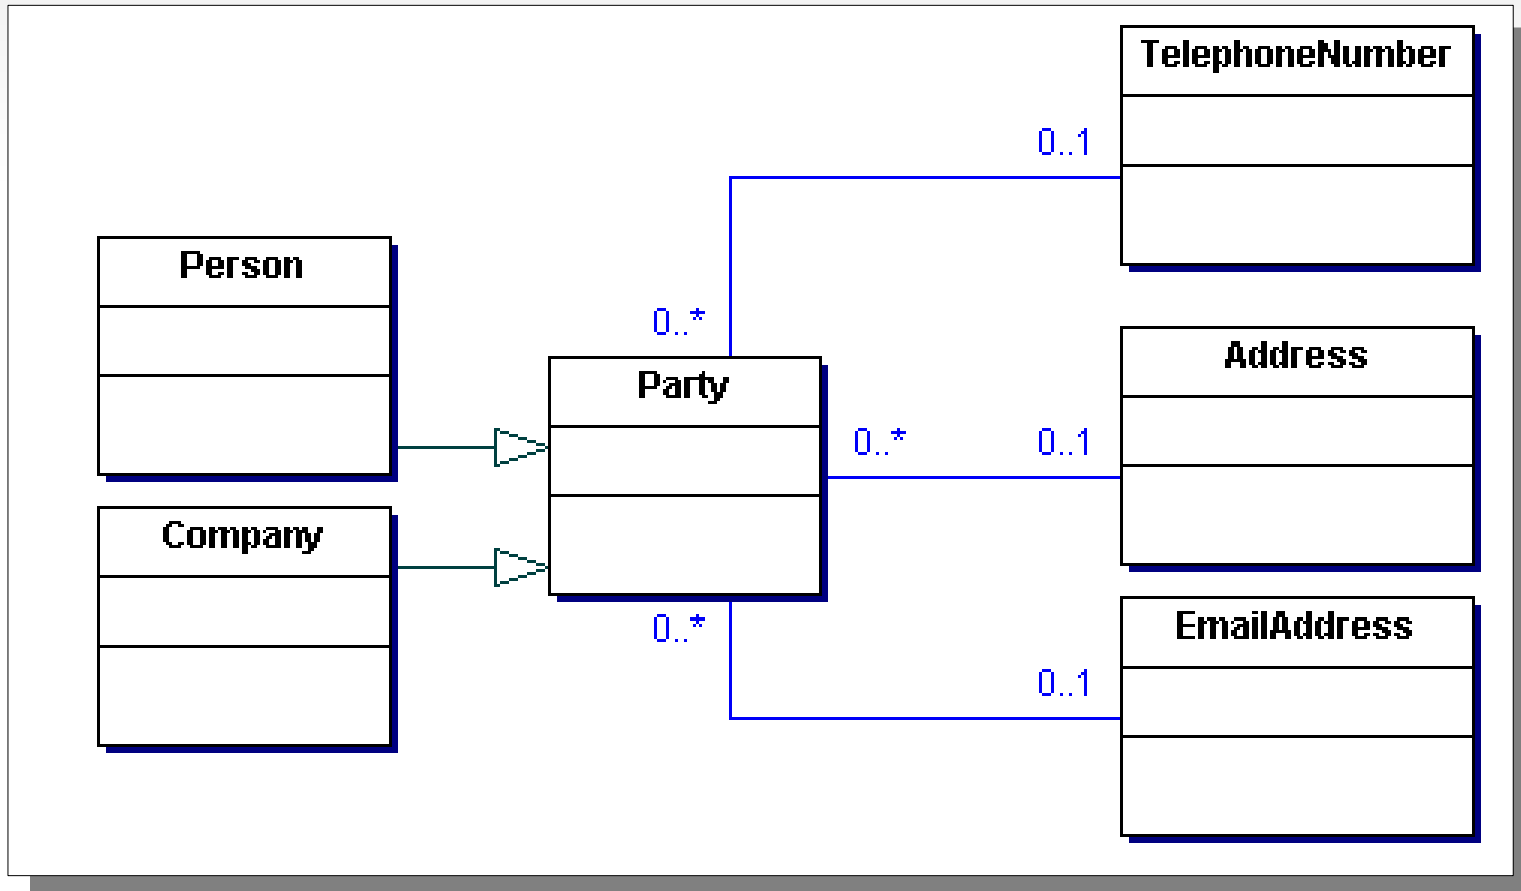 TelephoneNumber
0..1
Person
0..*
Party
Address
0..*
0..1
Company
0..*
EmailAddress
0..1